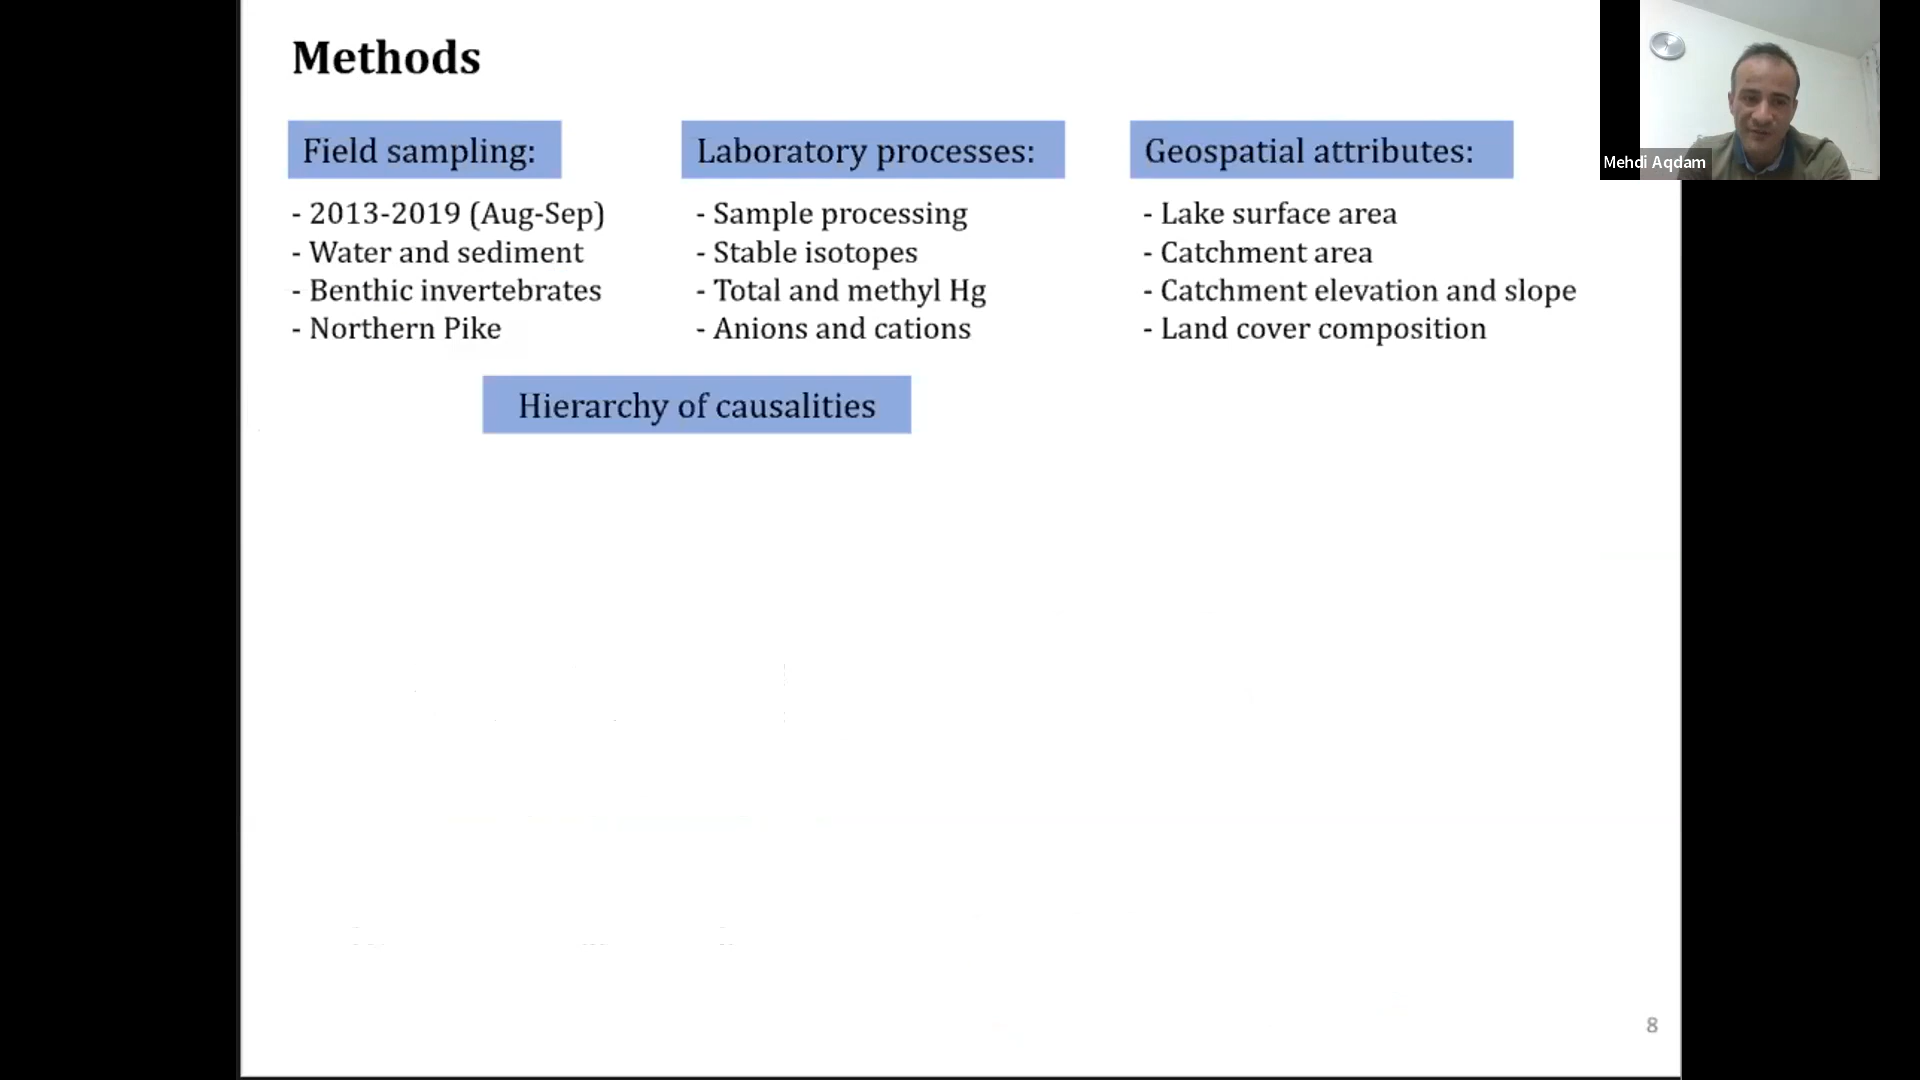 Methods
Field sampling:
- 2013-2019 (Aug-Sep)
- Water and sediment
- Benthic invertebrates
- Northern Pike
Laboratory processes:
- Sample processing
- Stable isotopes
- Total and methyl Hg
- Anions and cations
Geospatial attributes:
- Lake surface area
- Catchment area
- Catchment elevation and slope
- Land cover composition
Hierarchy of causalities
Mehdi Aqdam
8